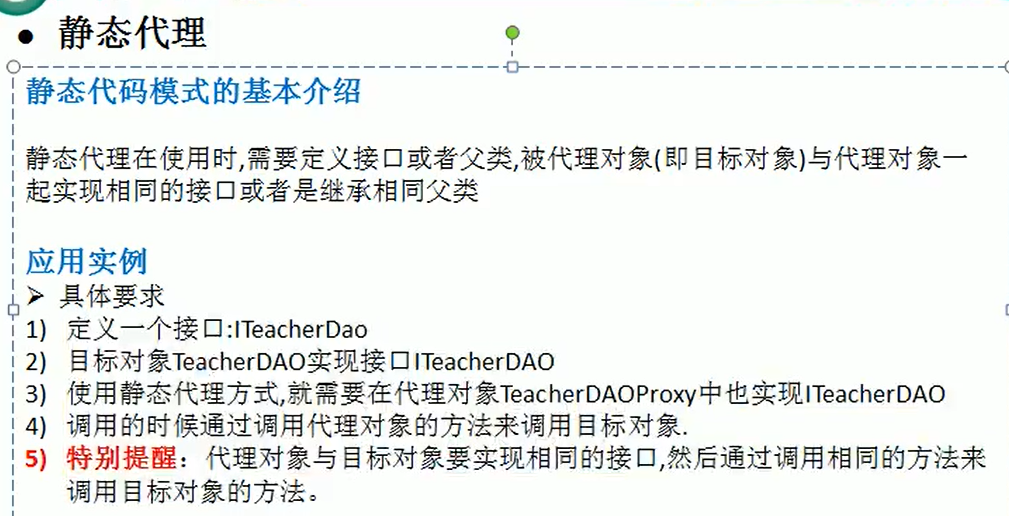 ● 静态代理
静态代码模式的基本介绍
静态代理在使用时,需要定义接口或者父类,被代理对象(即目标对象)与代理对象一
起实现相同的接口或者是继承相同父类
应用实例
➢ 具体要求
1) 定义一个接口:ITeacherDao
2) 目标对象TeacherDAO实现接口ITeacherDAO
3) 使用静态代理方式,就需要在代理对象TeacherDAOProxy中也实现ITeacherDAO
4) 调用的时候通过调用代理对象的方法来调用目标对象.
5) 特别提醒：代理对象与目标对象要实现相同的接口,然后通过调用相同的方法来
调用目标对象的方法。